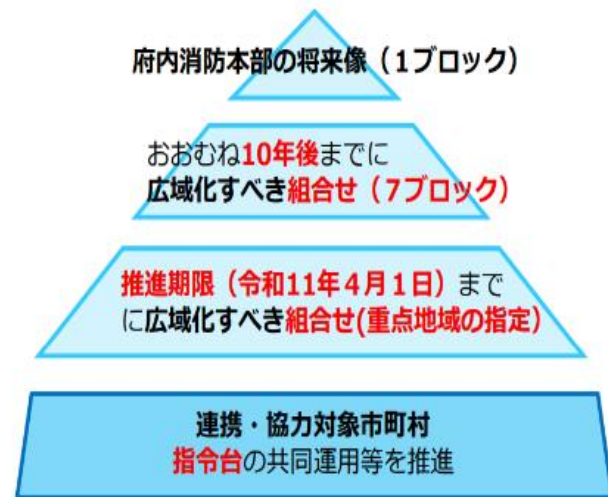 府内消防本部の将来像（１ブロック）
おおむね10年後までに
広域化すべき組合せ（７ブロック）
推進期限（令和11年４月１日）まで
に広域化すべき組合せ(重点地域の指定）
連携・協力対象市町村
指令台の共同運用等を推進